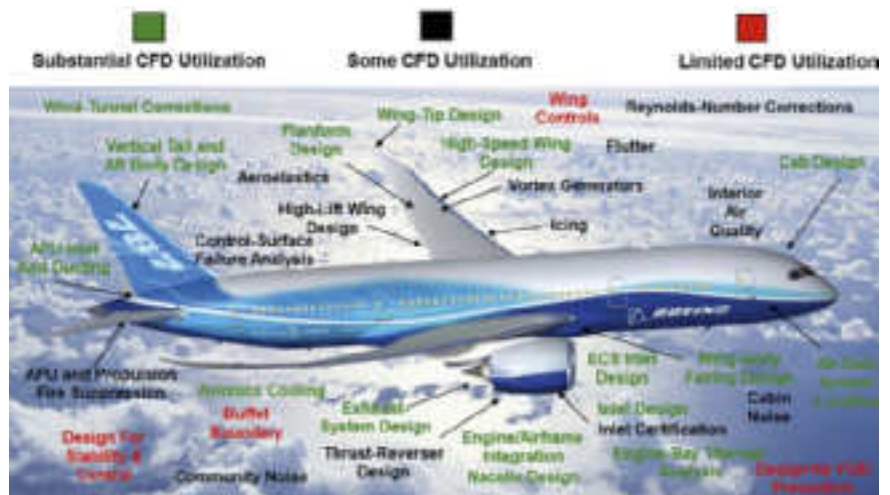 Substantial CFD Utilization
Some CFD Utilization
Limited CFD Utilization
Wind-Tunnel Corrections
Wing-Tip Design
Wing
Controls
Reynolds-Number Corrections
Vertical Tail and
Aft Body Design
Planform
Design
High-Speed Wing
Design
Flutter
Cab Design
Aeroelastics
Vortex Generators
Interior
Air
Quality
High-Lift Wing
Design
Icing
Control-Surface
Failure Analysis
APU Inlet
And Ducting
787
BOEING
APU and Propulsion
Fire Suppression
Avionics Cooling
ECS Inlet
Design
Wing-Body
Fairing Design
Air-Data
System
Cabin
Noise
Buffet
Boundary
Exhaust-
System Design
Inlet Design
Inlet Certification
Design For
Stability &
Control
Thrust-Reverser
Design
Engine/Airframe
Integration
Nacelle Design
Engine-Bay Thermal
Analysis
Community Noise
Design for